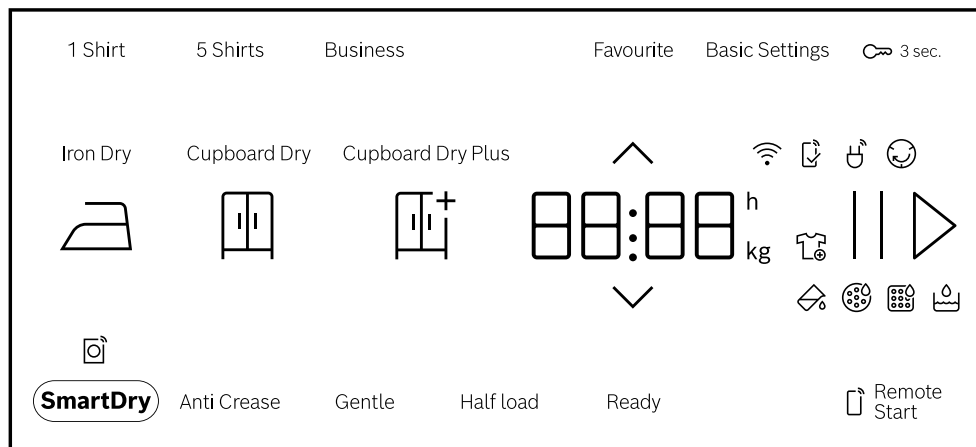 1 Shirt
5 Shirts
Business
Favourite
Basic Settings
3 sec.
Iron Dry
Cupboard Dry
Cupboard Dry Plus
88:88
h
kg
SmartDry
Anti Crease
Gentle
Half load
Ready
Remote
Start